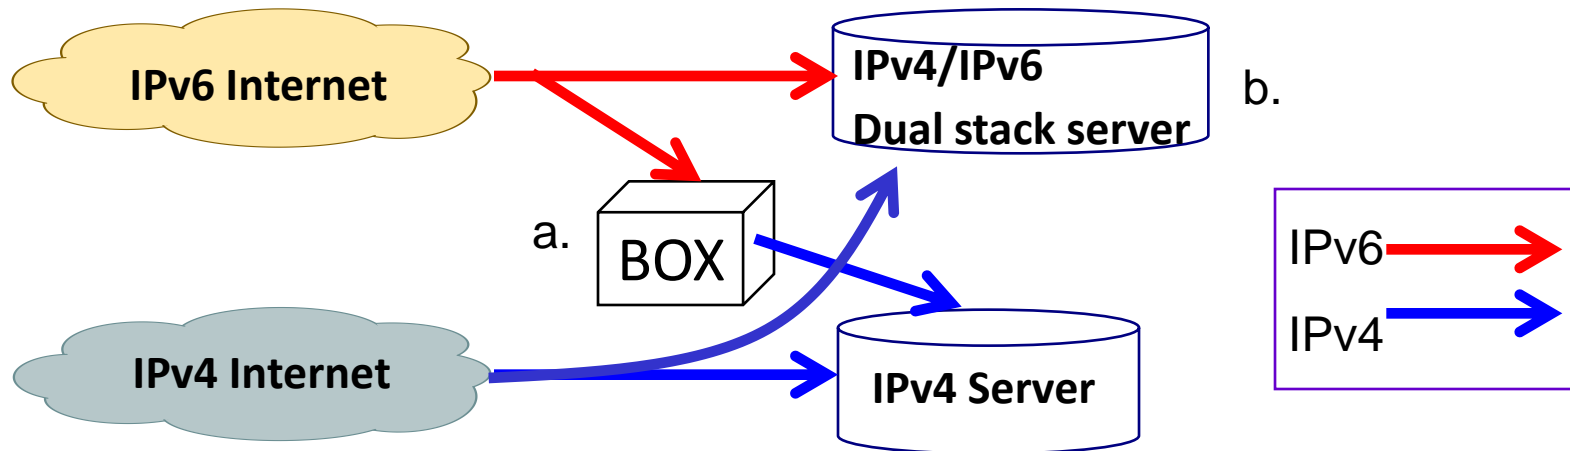 IPv6 Internet
IPv4/IPv6
Dual stack server
b.
a.
BOX
IPv6
IPv4
IPv4 Internet
IPv4 Server